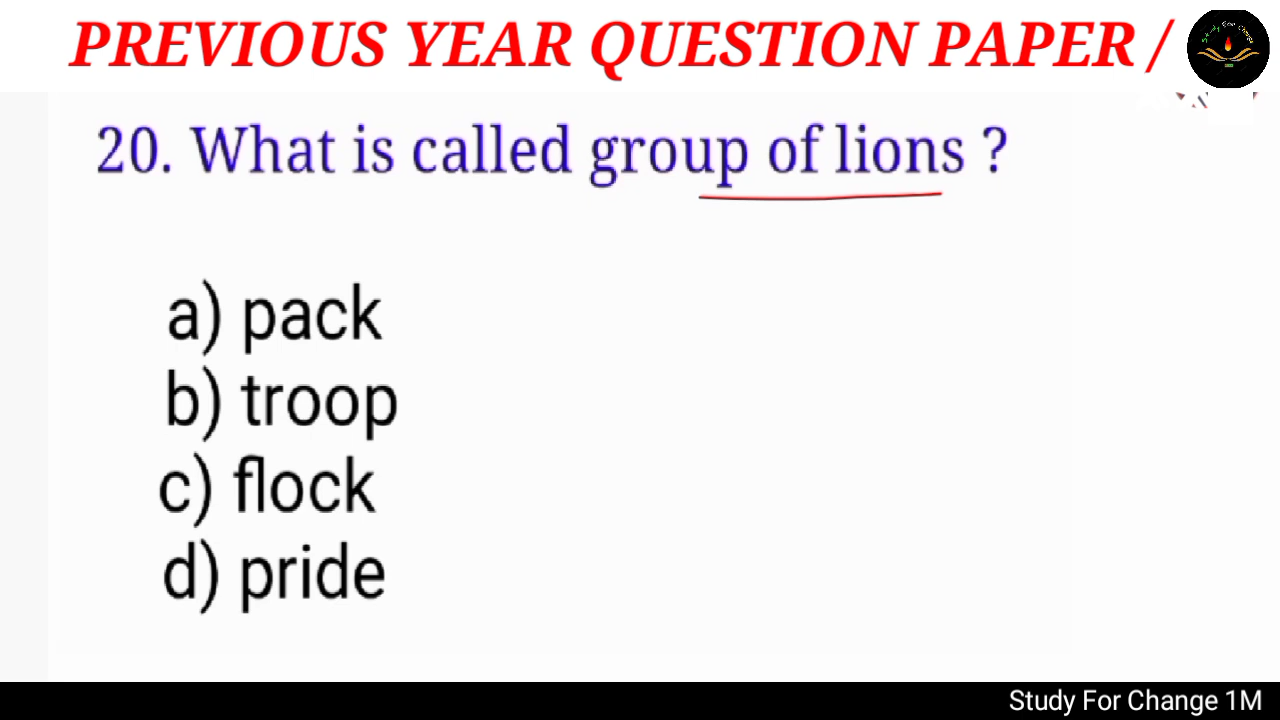 PREVIOUS YEAR QUESTION PAPER /
20. What is called group of lions ?
a) pack
b) troop
c) flock
d) pride
Study For Change 1M